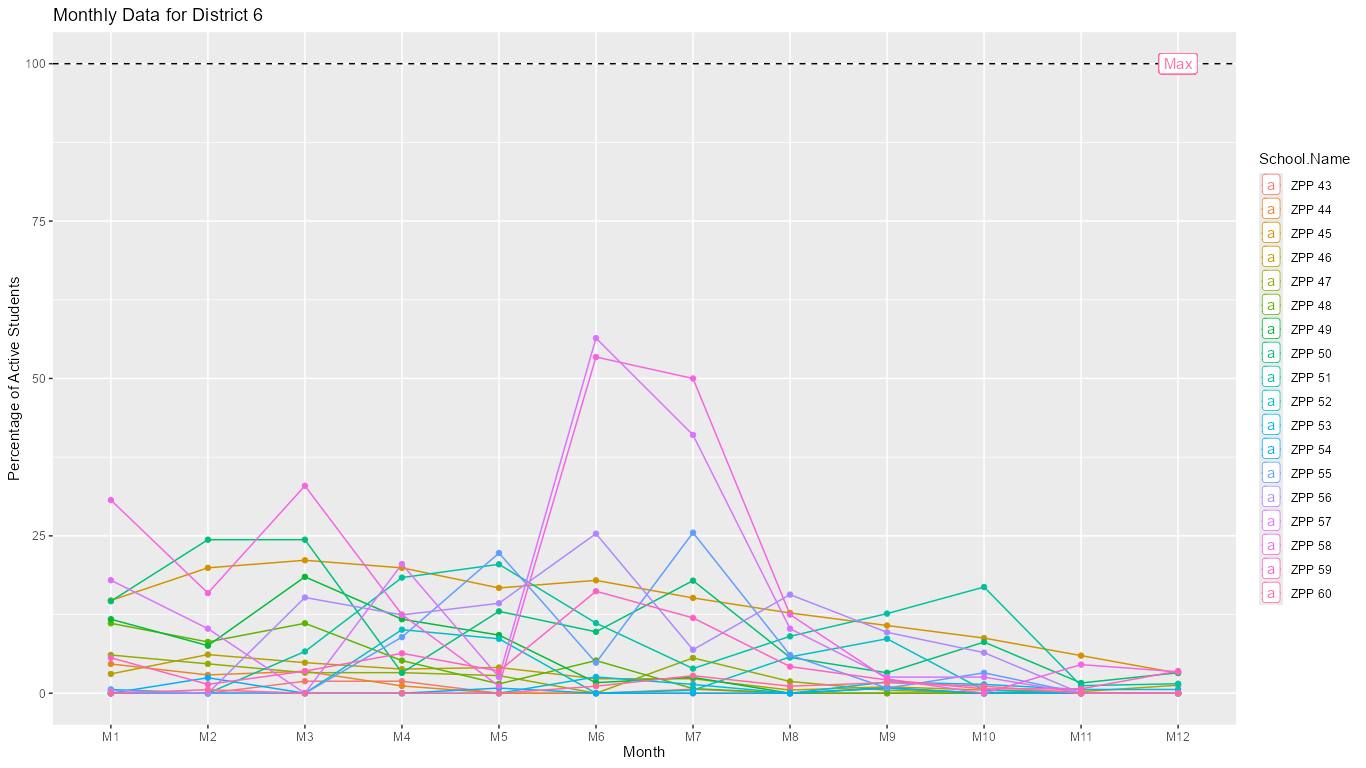 Monthly Data for District 6
Percentage of Active Students
100
75
50
25
0
Max
M1 M2 M3 M4 M5 M6 M7 M8 M9 M10 M11 M12
Month
School.Name
a ZPP 43
a ZPP 44
a ZPP 45
a ZPP 46
a ZPP 47
a ZPP 48
a ZPP 49
a ZPP 50
a ZPP 51
a ZPP 52
a ZPP 53
a ZPP 54
a ZPP 55
a ZPP 56
a ZPP 57
a ZPP 58
a ZPP 59
a ZPP 60